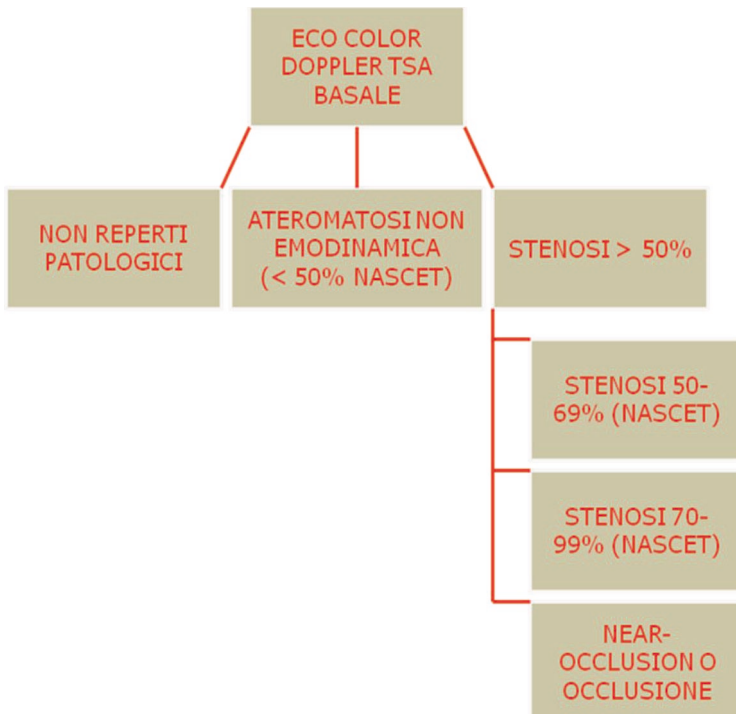 ECO COLOR
DOPPLER TSA
BASALE
NON REPERTI
PATOLOGICI
ATEROMATOSI NON
EMODINAMICA
(< 50% NASCET)
STENOSI > 50%
STENOSI 50-
69% (NASCET)
STENOSI 70-
99% (NASCET)
NEAR-
OCCLUSION O
OCCLUSIONE